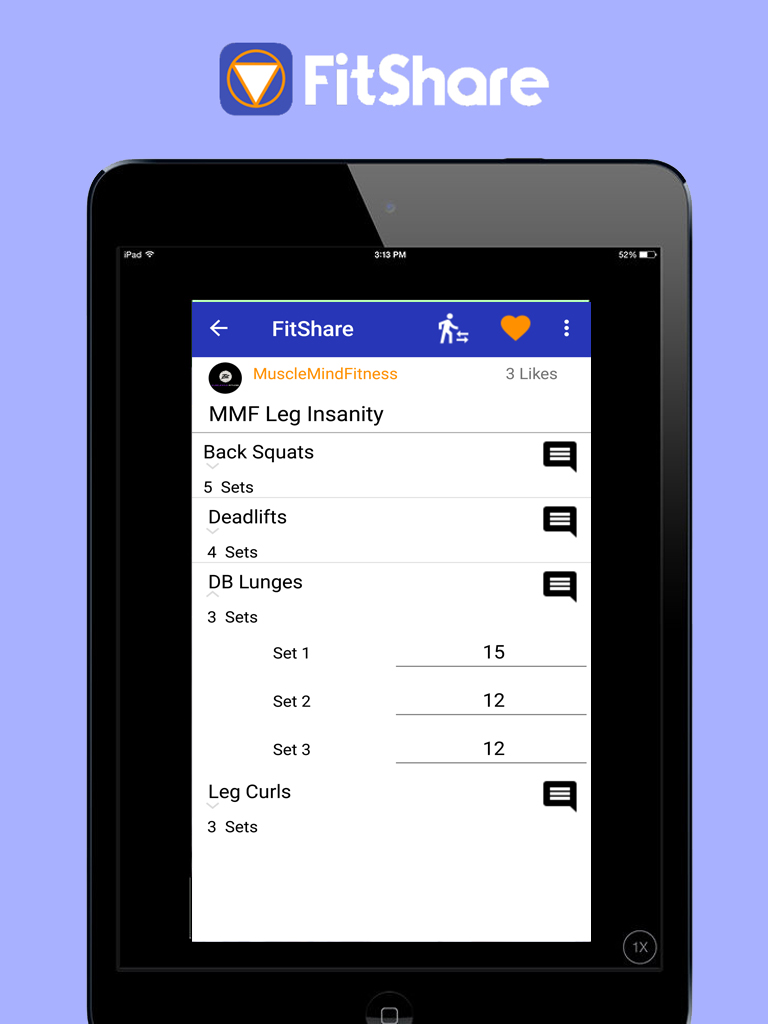 FitShare
iPad 3:13 PM 52%
FitShare
MuscleMindFitness 3 Likes
MMF Leg Insanity
Back Squats
5 Sets
Deadlifts
4 Sets
DB Lunges
3 Sets
Set 1 15
Set 2 12
Set 3 12
Leg Curls
3 Sets
1X